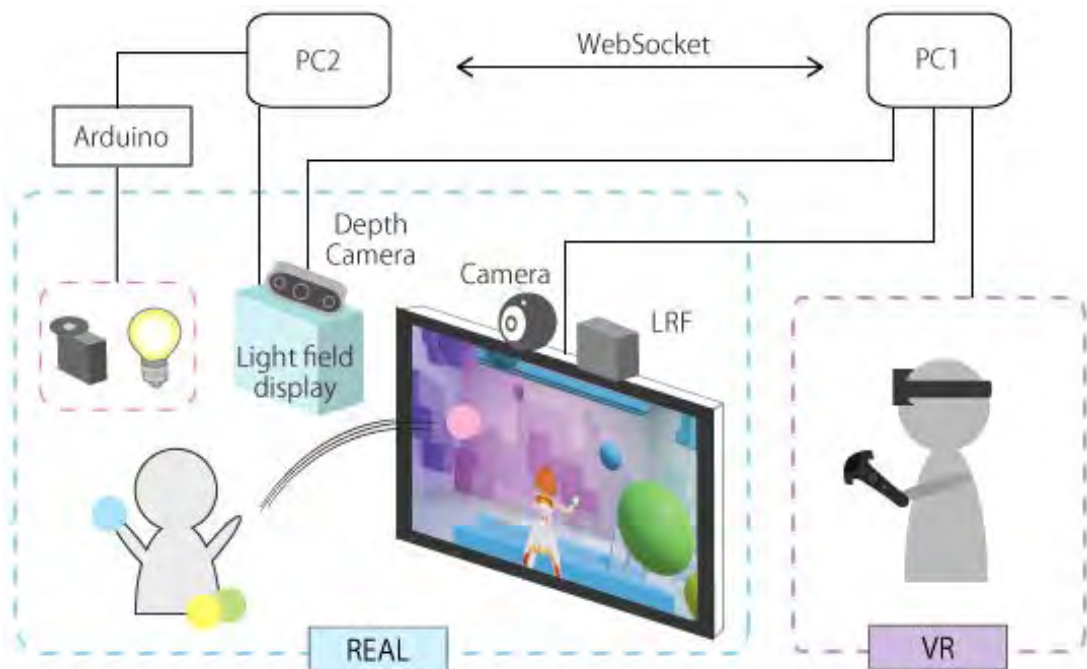 PC2
WebSocket
PC1
Arduino
Depth
Camera
Camera
LRF
Light field
display
REAL
VR